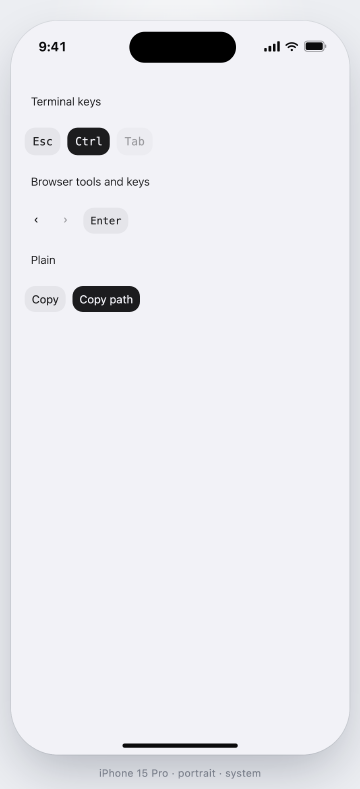 9:41
Terminal keys
Esc Ctrl Tab
Browser tools and keys
‹ › Enter
Plain
Copy Copy path
iPhone 15 Pro · portrait · system